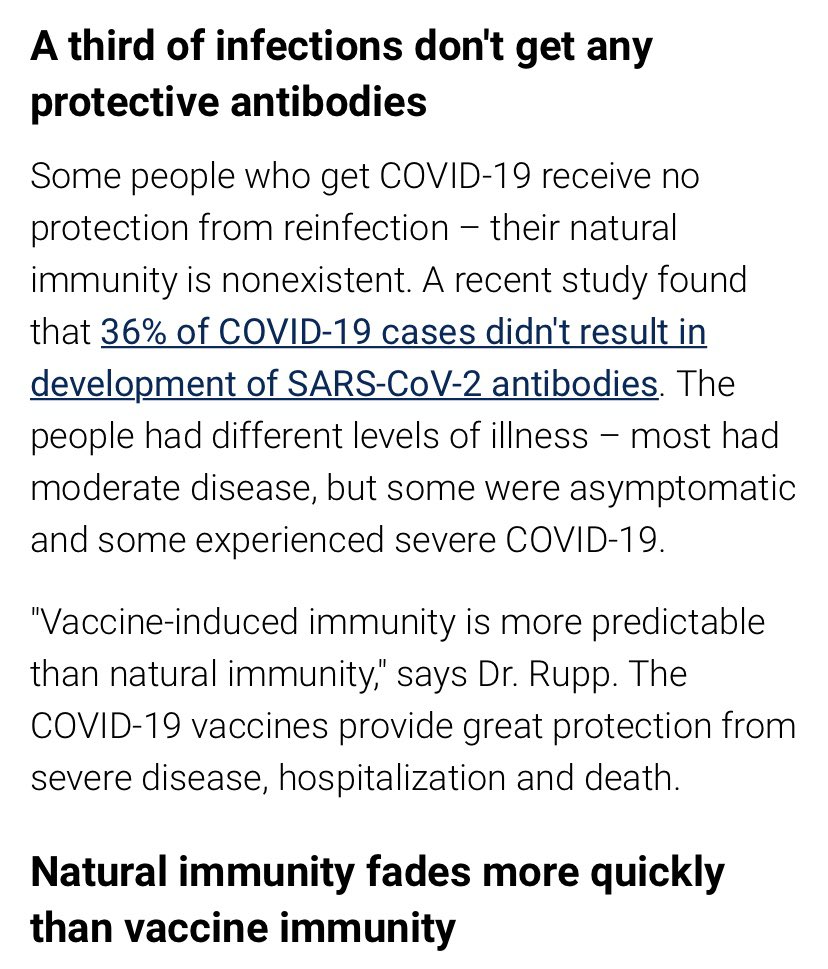 A third of infections don't get any
protective antibodies
Some people who get COVID-19 receive no
protection from reinfection – their natural
immunity is nonexistent. A recent study found
that 36% of COVID-19 cases didn't result in
development of SARS-CoV-2 antibodies. The
people had different levels of illness – most had
moderate disease, but some were asymptomatic
and some experienced severe COVID-19.
"Vaccine-induced immunity is more predictable
than natural immunity," says Dr. Rupp. The
COVID-19 vaccines provide great protection from
severe disease, hospitalization and death.
Natural immunity fades more quickly
than vaccine immunity